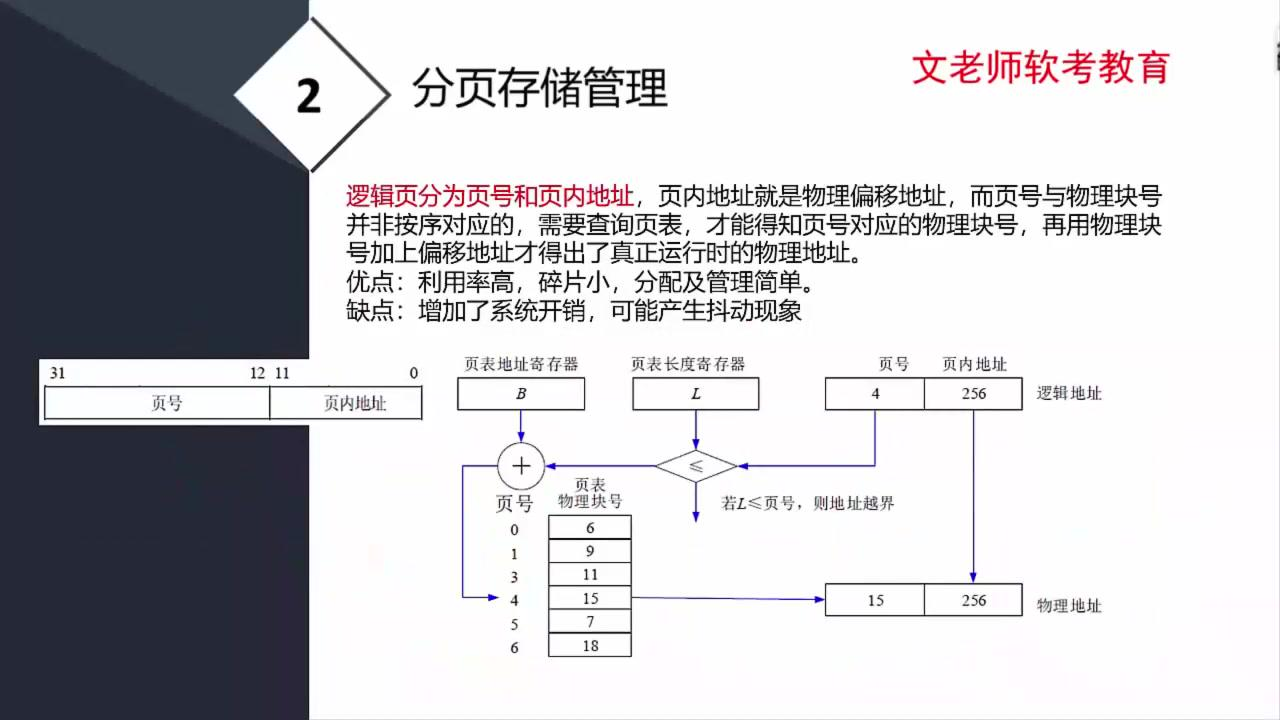 2
分页存储管理
文老师软考教育
逻辑页分为页号和页内地址，页内地址就是物理偏移地址，而页号与物理块号
并非按序对应的，需要查询页表，才能得知页号对应的物理块号，再用物理块
号加上偏移地址才得出了真正运行时的物理地址。
优点：利用率高，碎片小，分配及管理简单。
缺点：增加了系统开销，可能产生抖动现象
31 12 11 0
页号 页内地址
页表地址寄存器 页表长度寄存器 页号 页内地址
B L 4 256 逻辑地址
+ ≤
页表
页号 物理块号
若L≤页号，则地址越界
0 6
1 9
3 11
4 15
5 7
6 18
15 256 物理地址